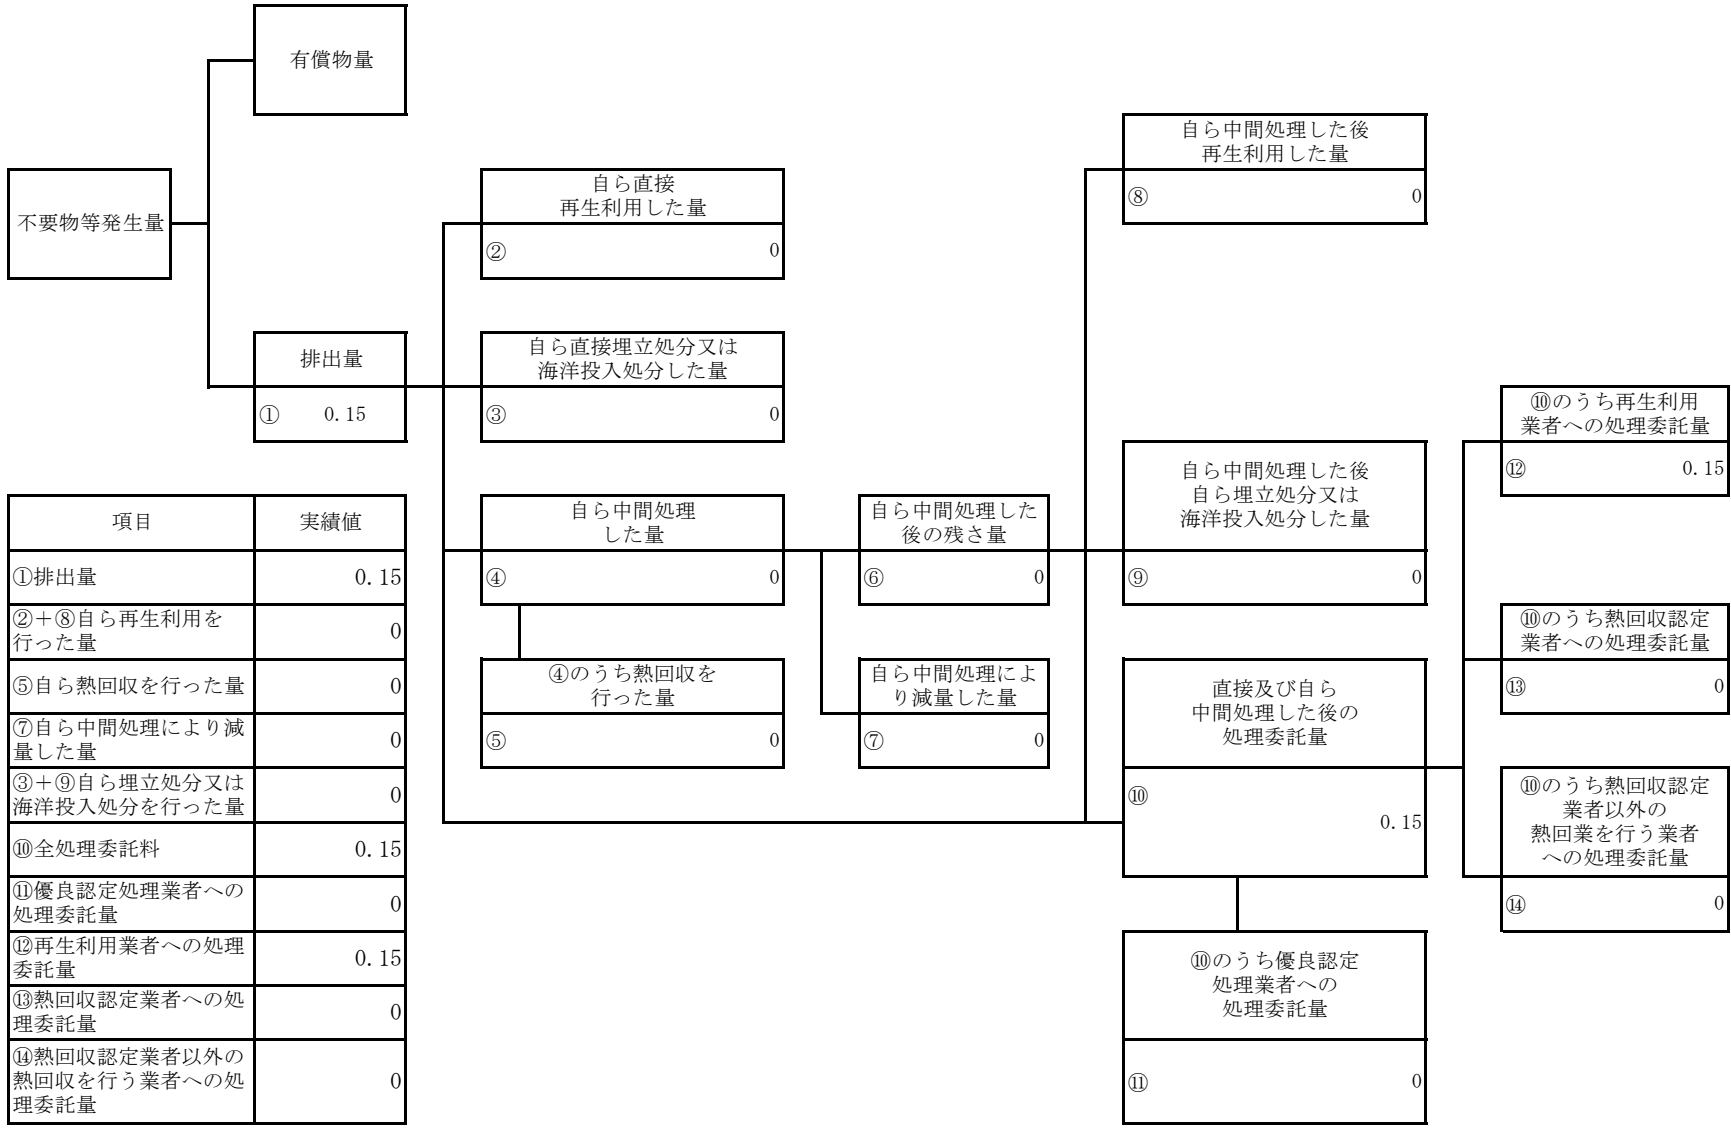 有償物量
不要物等発生量
排出量
① 0.15
自ら直接
再生利用した量
② 0
自ら直接埋立処分又は
海洋投入処分した量
③ 0
自ら中間処理
した量
④ 0
④のうち熱回収を
行った量
⑤ 0
自ら中間処理した
後の残さ量
⑥ 0
自ら中間処理によ
り減量した量
⑦ 0
自ら中間処理した後
再生利用した量
⑧ 0
自ら中間処理した後
自ら埋立処分又は
海洋投入処分した量
⑨ 0
直接及び自ら
中間処理した後の
処理委託量
⑩
0.15
⑩のうち優良認定
処理業者への
処理委託量
⑪ 0
⑩のうち再生利用
業者への処理委託量
⑫ 0.15
⑩のうち熱回収認定
業者への処理委託量
⑬ 0
⑩のうち熱回収認定
業者以外の
熱回業を行う業者
への処理委託量
⑭ 0
項目 実績値
①排出量 0.15
②+⑧自ら再生利用を
行った量 0
⑤自ら熱回収を行った量 0
⑦自ら中間処理により減
量した量 0
③+⑨自ら埋立処分又は
海洋投入処分を行った量 0
⑩全処理委託料 0.15
⑪優良認定処理業者への
処理委託量 0
⑫再生利用業者への処理
委託量 0.15
⑬熱回収認定業者への処
理委託量 0
⑭熱回収認定業者以外の
熱回収を行う業者への処
理委託量 0